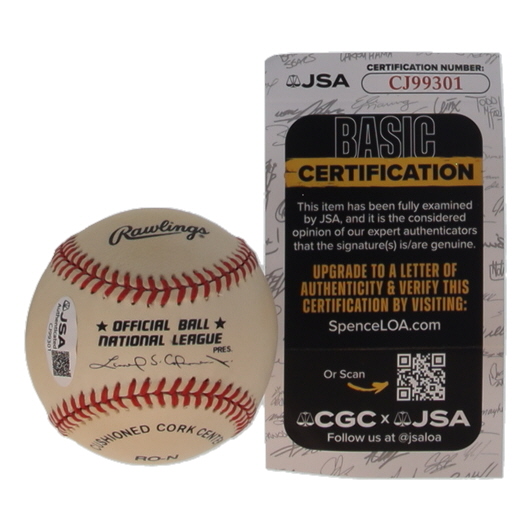 JSA
CERTIFICATION NUMBER:
CJ99301
BASIC
CERTIFICATION
This item has been fully examined
by JSA, and it is the considered
opinion of our expert authenticators
that the signature(s) is/are genuine.
UPGRADE TO A LETTER OF
AUTHENTICITY & VERIFY THIS
CERTIFICATION BY VISITING:
SpenceLOA.com
Or Scan
CGC x JSA
Follow us at @jsaloa
Rawlings
★ OFFICIAL BALL ★
NATIONAL LEAGUE
PRES.
CUSHIONED CORK CENTER
RO-N
JSA
CJ99301